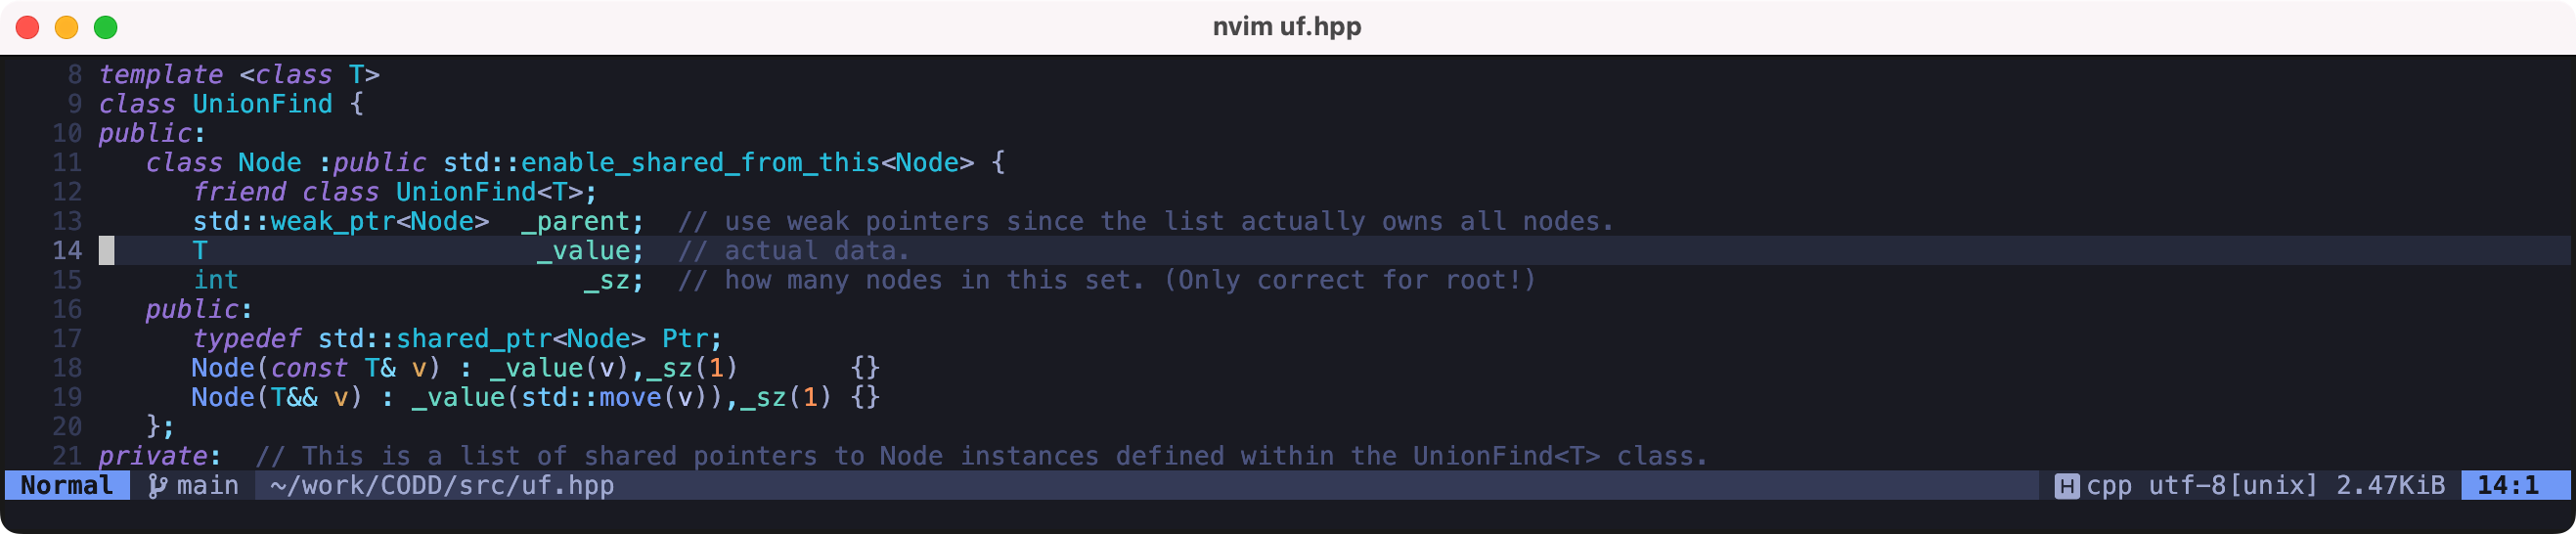 nvim uf.hpp
8 template <class T>
9 class UnionFind {
10 public:
11    class Node :public std::enable_shared_from_this<Node> {
12       friend class UnionFind<T>;
13       std::weak_ptr<Node>  _parent;  // use weak pointers since the list actually owns all nodes.
14       T                     _value;  // actual data.
15       int                      _sz;  // how many nodes in this set. (Only correct for root!)
16    public:
17       typedef std::shared_ptr<Node> Ptr;
18       Node(const T& v) : _value(v),_sz(1)       {}
19       Node(T&& v) : _value(std::move(v)),_sz(1) {}
20    };
21 private:  // This is a list of shared pointers to Node instances defined within the UnionFind<T> class.
Normal main ~/work/CODD/src/uf.hpp H cpp utf-8[unix] 2.47KiB 14:1